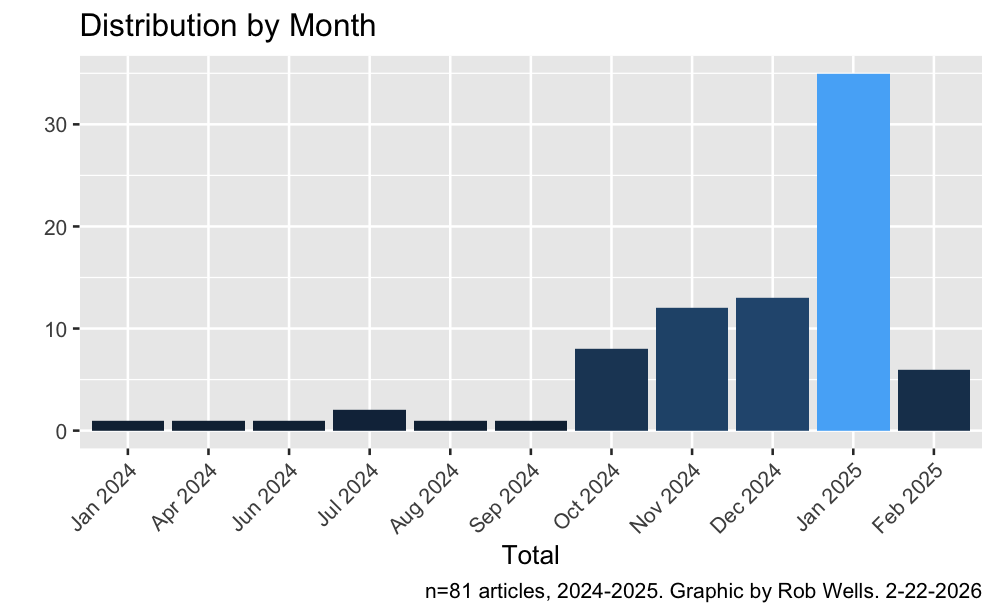 Distribution by Month
30
20
10
0
Jan 2024
Apr 2024
Jun 2024
Jul 2024
Aug 2024
Sep 2024
Oct 2024
Nov 2024
Dec 2024
Jan 2025
Feb 2025
Total
n=81 articles, 2024-2025. Graphic by Rob Wells. 2-22-2026